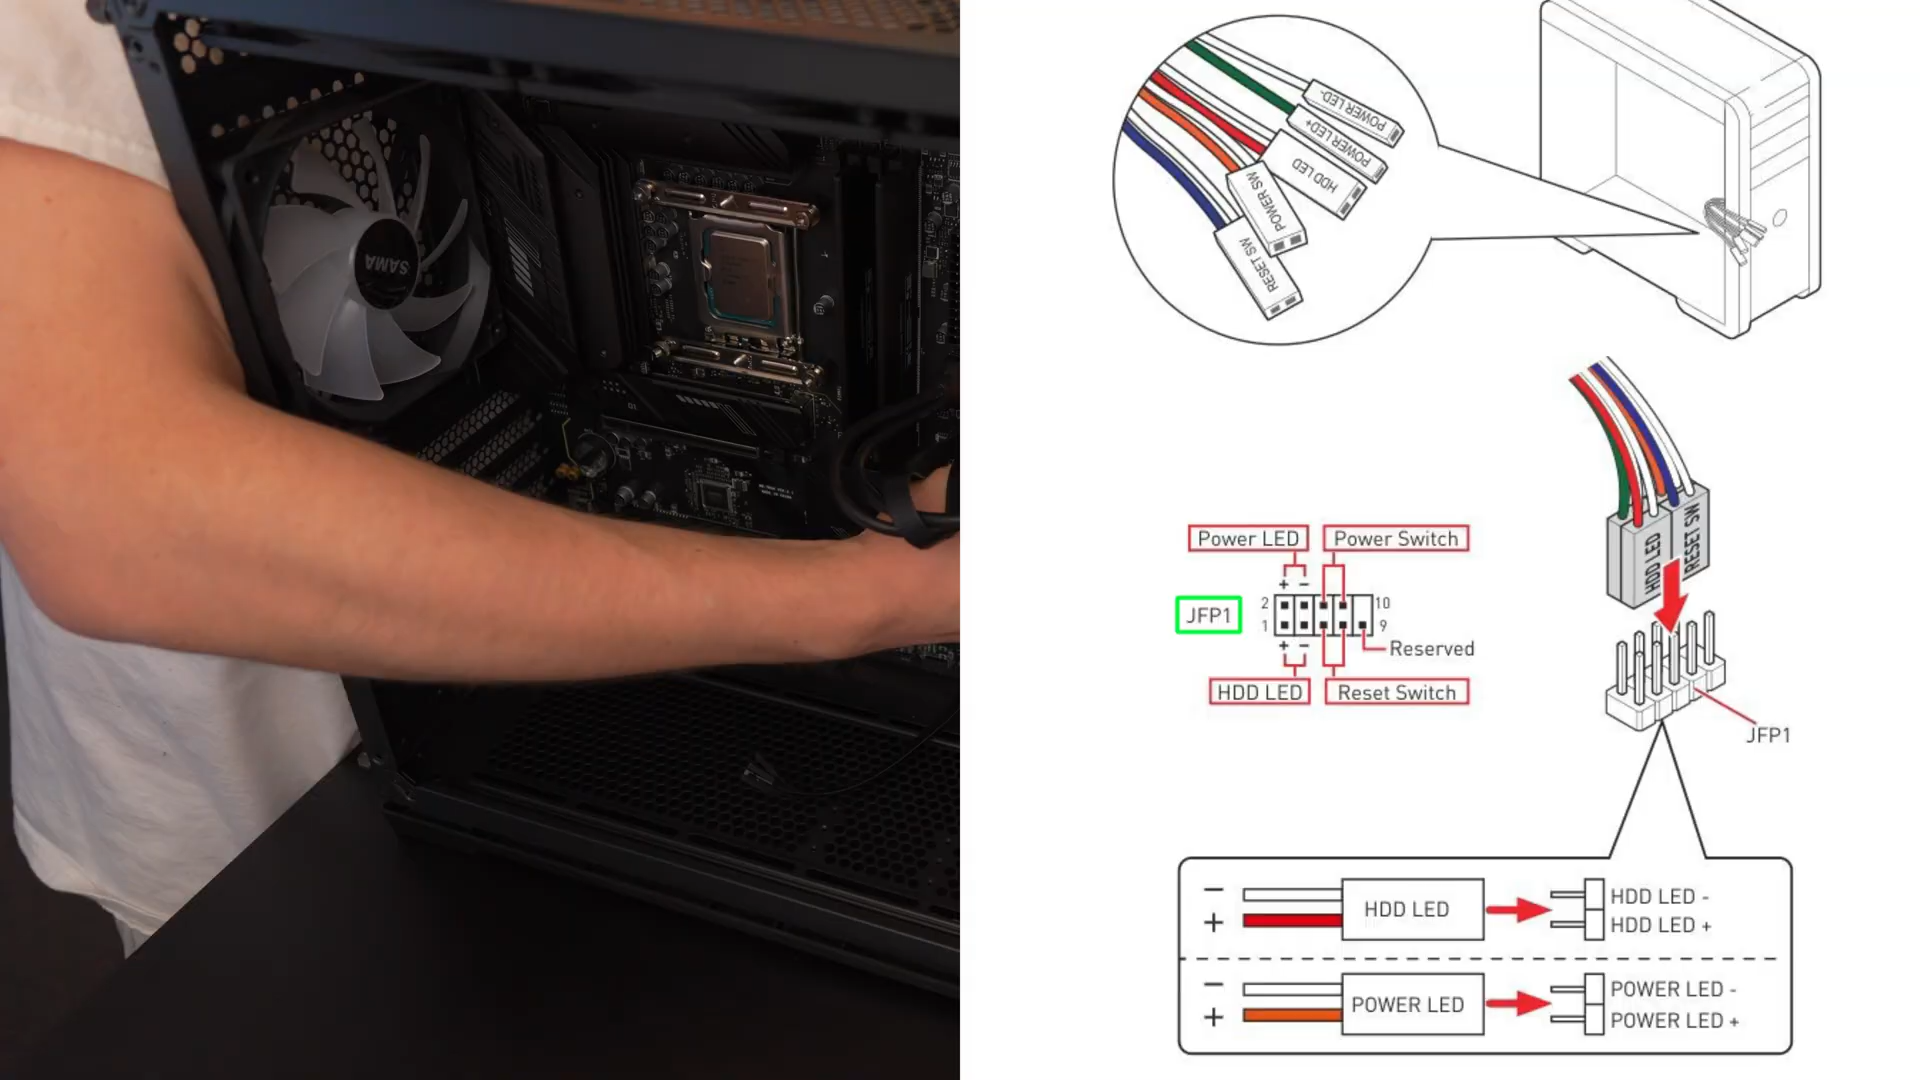 SAMA
POWER LED-
POWER LED+
HDD LED
POWER SW
RESET SW
HDD LED
RESET SW
Power LED
Power Switch
+ −
2
10
JFP1
1
9
+ −
Reserved
HDD LED
Reset Switch
JFP1
−
+
HDD LED
HDD LED -
HDD LED +
−
+
POWER LED
POWER LED -
POWER LED +